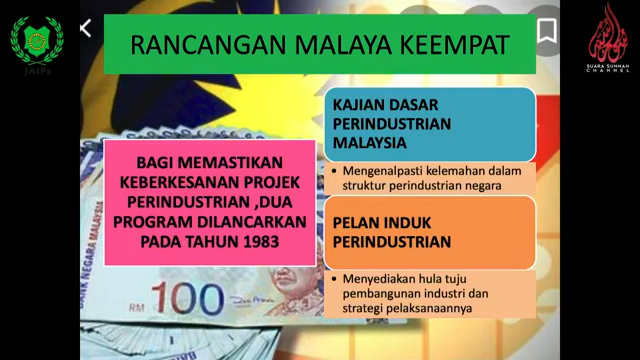 JAIPs
RANCANGAN MALAYA KEEMPAT
SUARA SUNNAH
CHANNEL
BAGI MEMASTIKAN
KEBERKESANAN PROJEK
PERINDUSTRIAN ,DUA
PROGRAM DILANCARKAN
PADA TAHUN 1983
KAJIAN DASAR
PERINDUSTRIAN
MALAYSIA
• Mengenalpasti kelemahan dalam
struktur perindustrian negara
PELAN INDUK
PERINDUSTRIAN
• Menyediakan hula tuju
pembangunan industri dan
strategi pelaksanaannya
BANK NEGARA MALAYSIA
RM 100